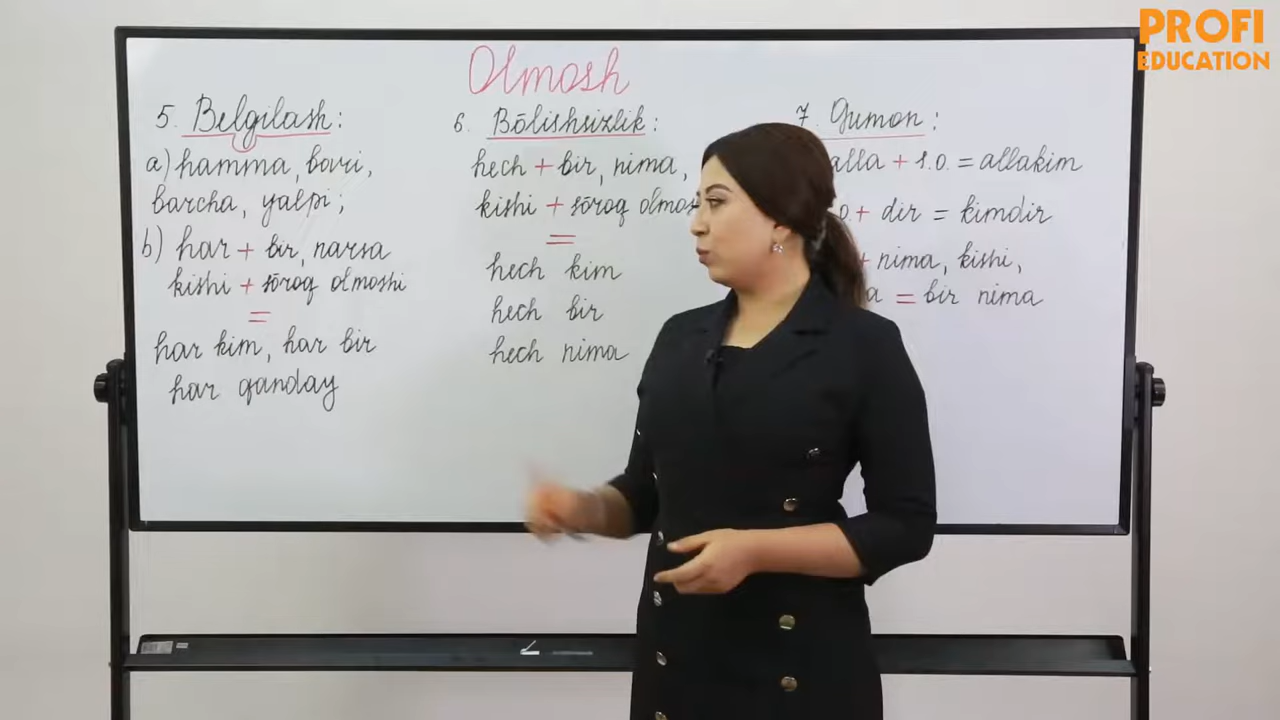 PROFI
EDUCATION
Olmosh
5. Belgilash:
a) hamma, bari,
barcha, yalpi;
b) har + bir, narsa
kishi + sōroq olmoshi
=
har kim, har bir
har qanday
6. Bōlishsizlik:
hech + bir, nima,
kishi + sōroq olmos
=
hech kim
hech bir
hech nima
7. Gumon:
alla + s.o. = allakim
+ dir = kimdir
+ nima, kishi,
= bir nima